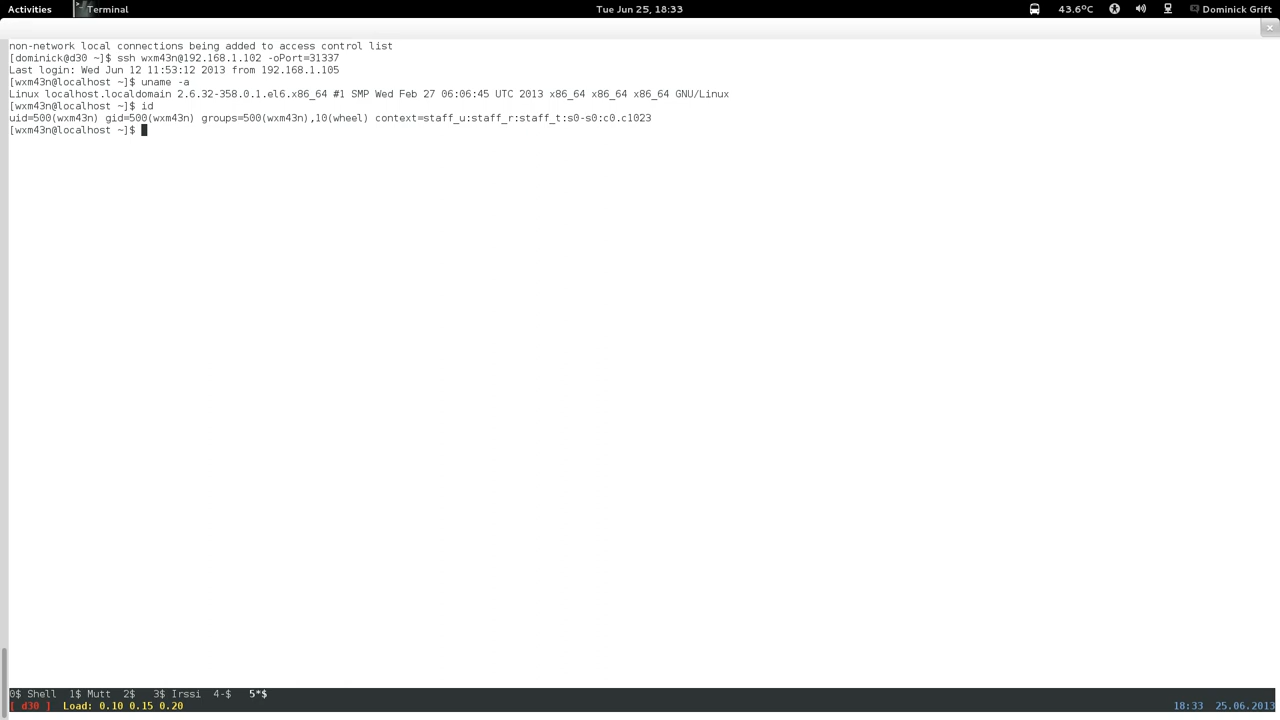 Activities Terminal Tue Jun 25, 18:33 43.6ºC Dominick Grift
non-network local connections being added to access control list
[dominick@d30 ~]$ ssh wxm43n@192.168.1.102 -oPort=31337
Last login: Wed Jun 12 11:53:12 2013 from 192.168.1.105
[wxm43n@localhost ~]$ uname -a
Linux localhost.localdomain 2.6.32-358.0.1.el6.x86_64 #1 SMP Wed Feb 27 06:06:45 UTC 2013 x86_64 x86_64 x86_64 GNU/Linux
[wxm43n@localhost ~]$ id
uid=500(wxm43n) gid=500(wxm43n) groups=500(wxm43n),10(wheel) context=staff_u:staff_r:staff_t:s0-s0:c0.c1023
[wxm43n@localhost ~]$
0$ Shell 1$ Mutt 2$ 3$ Irssi 4-$ 5*$
[ d30 ] Load: 0.10 0.15 0.20 18:33 25.06.2013